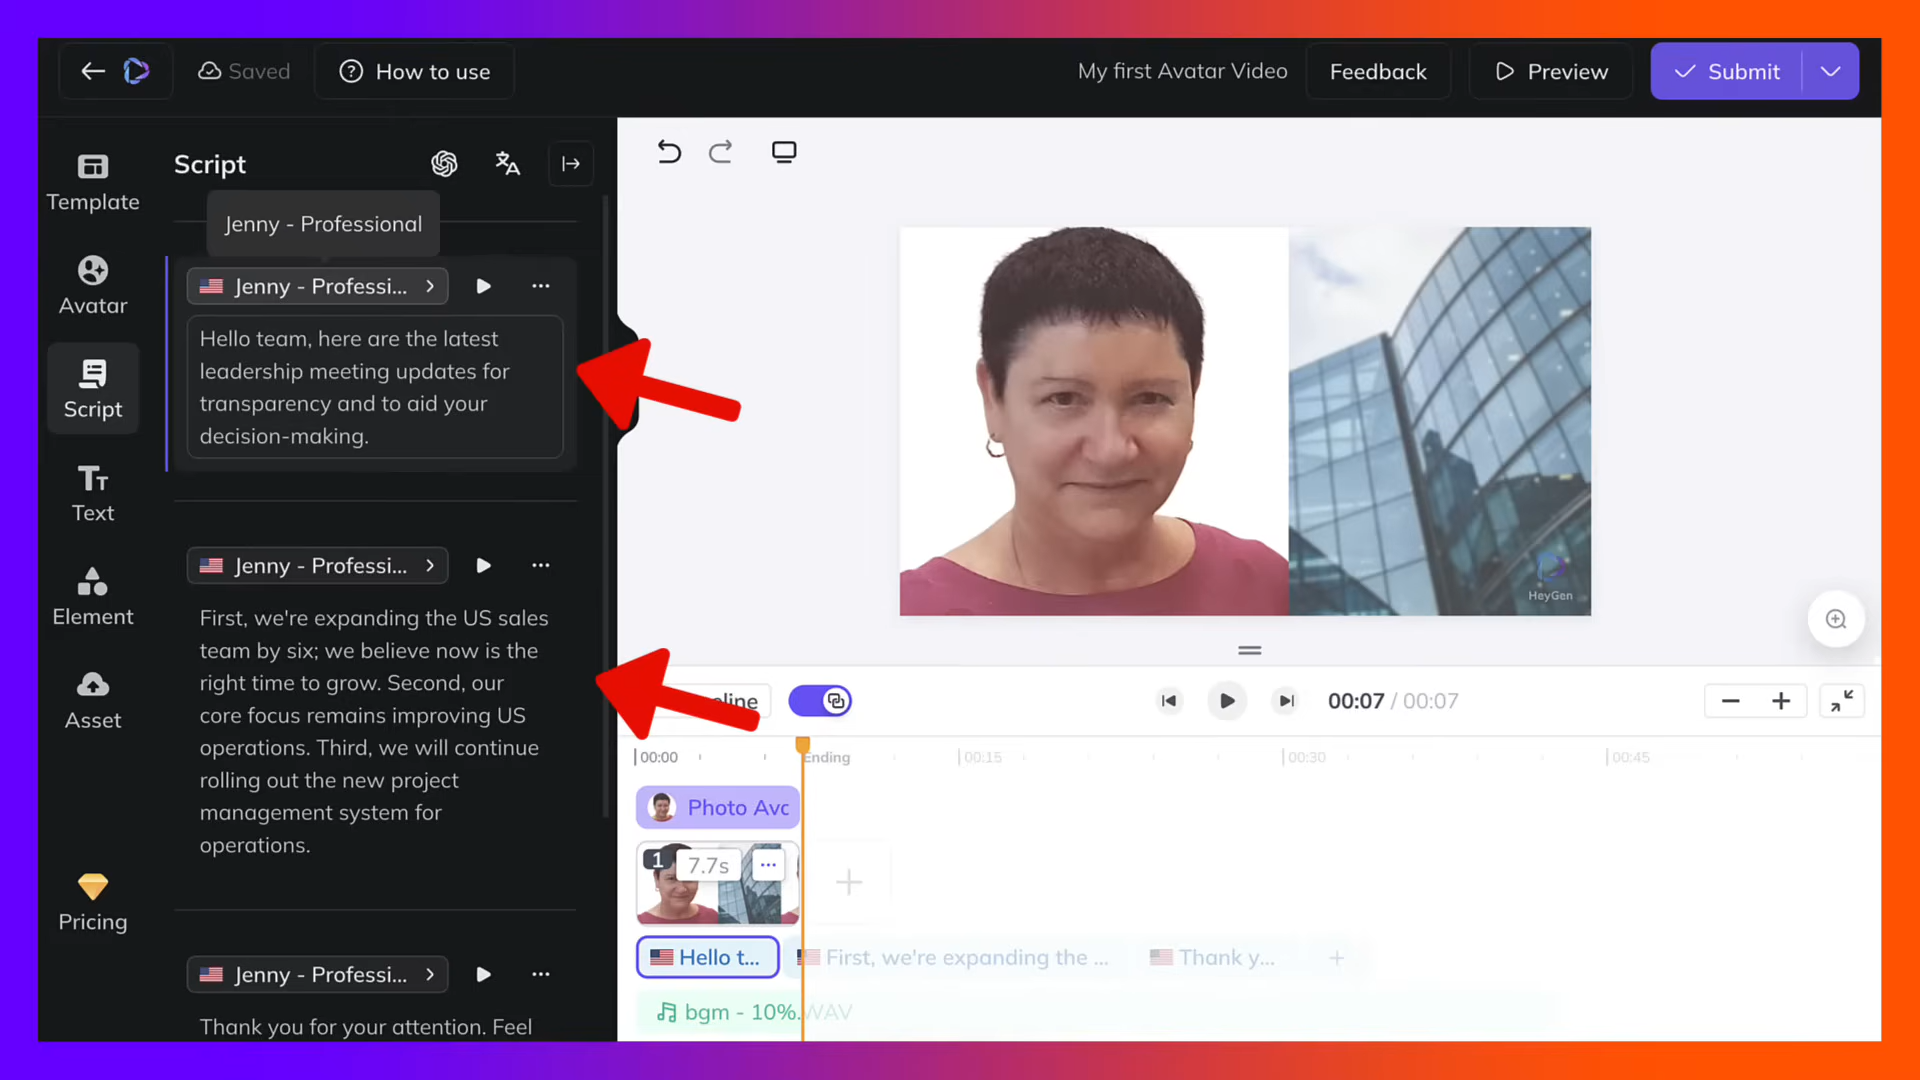 Saved
How to use
My first Avatar Video
Feedback
Preview
Submit
Template
Avatar
Script
Text
Element
Asset
Pricing
Script
Jenny - Professional
Jenny - Professi...
Hello team, here are the latest
leadership meeting updates for
transparency and to aid your
decision-making.
Jenny - Professi...
First, we're expanding the US sales
team by six; we believe now is the
right time to grow. Second, our
core focus remains improving US
operations. Third, we will continue
rolling out the new project
management system for
operations.
Jenny - Professi...
Thank you for your attention. Feel
HeyGen
00:07 / 00:07
00:00
Ending
00:15
00:30
00:45
Photo Ava
1
7.7s
Hello t...
First, we're expanding the ...
Thank y...
bgm - 10%.WAV